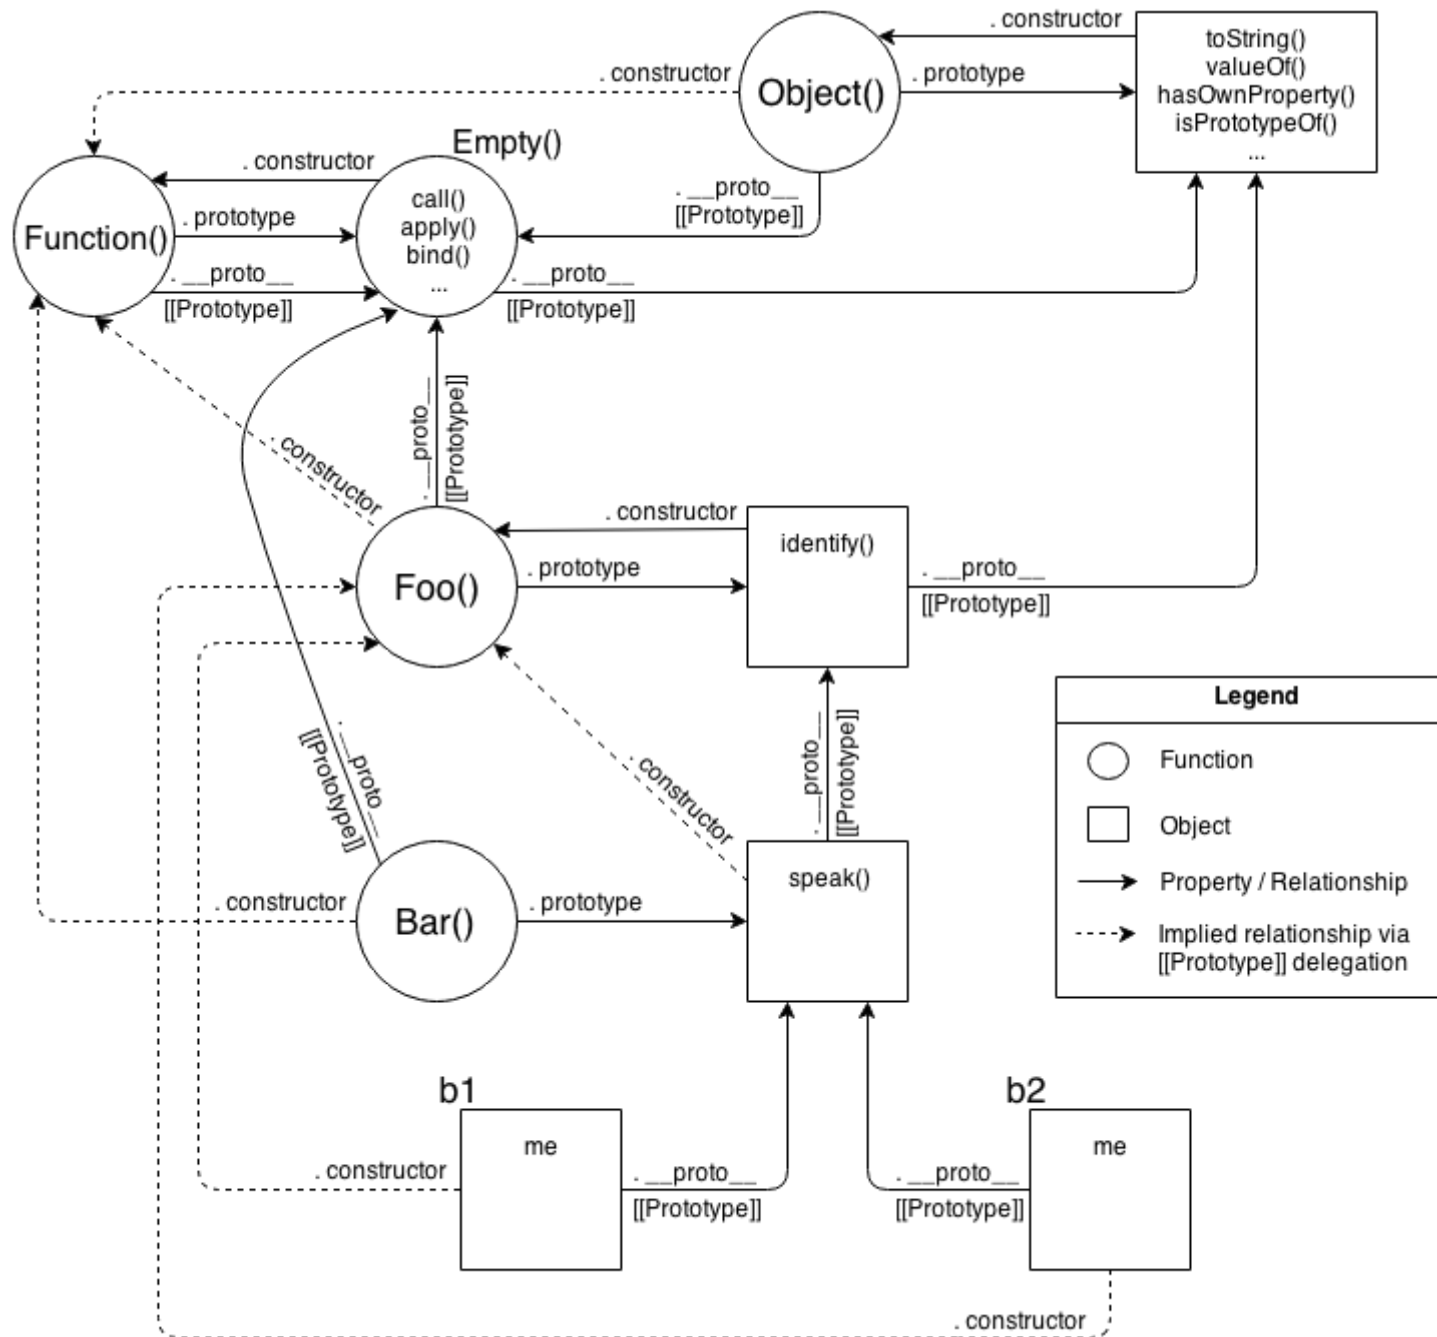 . constructor
toString()
valueOf()
hasOwnProperty()
isPrototypeOf()
...
. constructor
Object()
. prototype
Empty()
. constructor
call()
apply()
bind()
...
. __proto__
[[Prototype]]
Function()
. prototype
. __proto__
[[Prototype]]
. __proto__
[[Prototype]]
. __proto__
[[Prototype]]
. constructor
. constructor
identify()
Foo()
. prototype
. __proto__
[[Prototype]]
. __proto__
[[Prototype]]
. constructor
. __proto__
[[Prototype]]
Legend
Function
Object
Property / Relationship
Implied relationship via
[[Prototype]] delegation
. constructor
Bar()
. prototype
speak()
b1
me
. constructor
. __proto__
[[Prototype]]
b2
me
. __proto__
[[Prototype]]
. constructor